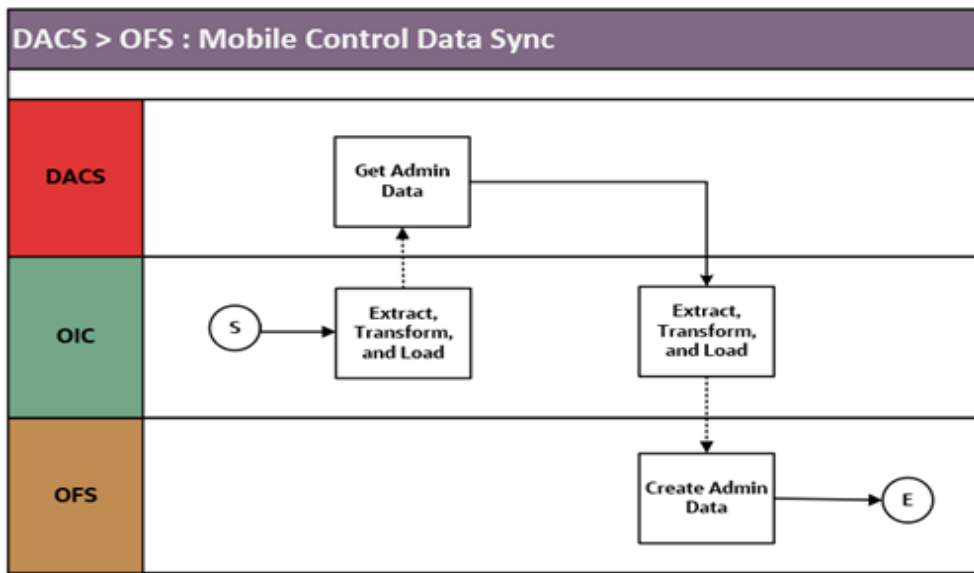 DACS > OFS : Mobile Control Data Sync
DACS
Get Admin
Data
OIC
S
Extract,
Transform,
and Load
Extract,
Transform,
and Load
OFS
Create Admin
Data
E